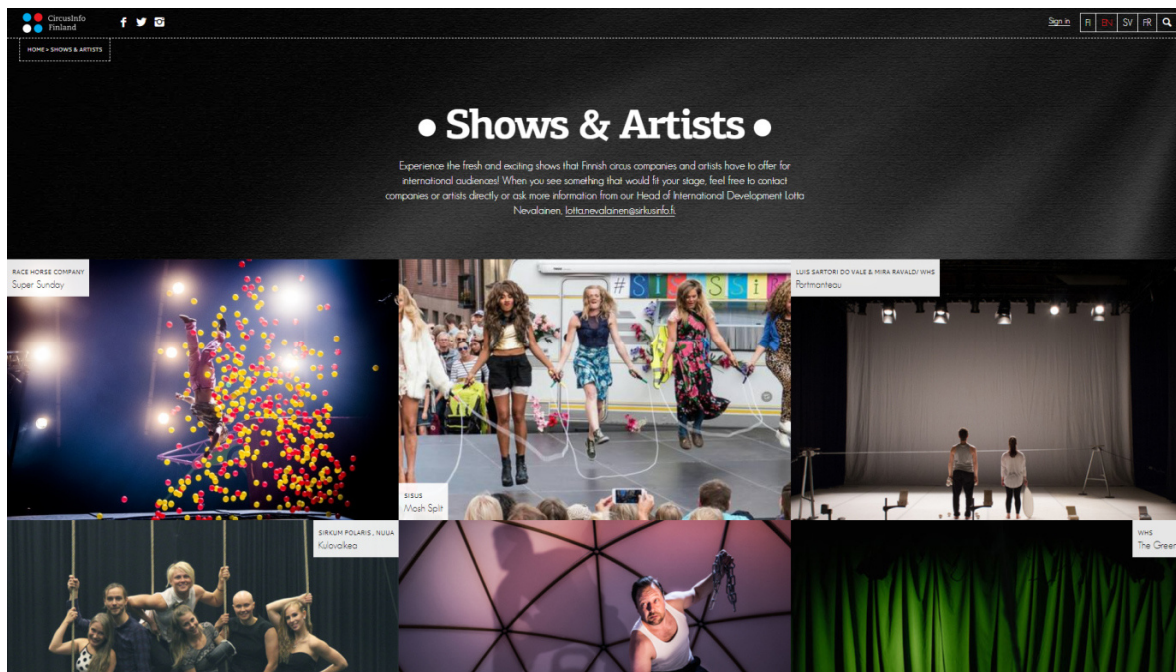 CircusInfo
Finland
Sign in
FI EN SV FR
HOME » SHOWS & ARTISTS
• Shows & Artists •
Experience the fresh and exciting shows that Finnish circus companies and artists have to offer for
international audiences! When you see something that would fit your stage, feel free to contact
companies or artists directly or ask more information from our Head of International Development Lotta
Nevalainen, lotta.nevalainen@sirkusinfo.fi.
RACE HORSE COMPANY
Super Sunday
LUIS SARTORI DO VALE & MIRA RAVALD/ WHS
Portmanteau
SISUS
Mosh Split
SIRKUM POLARIS , NUUA
Kulovalkea
WHS
The Green